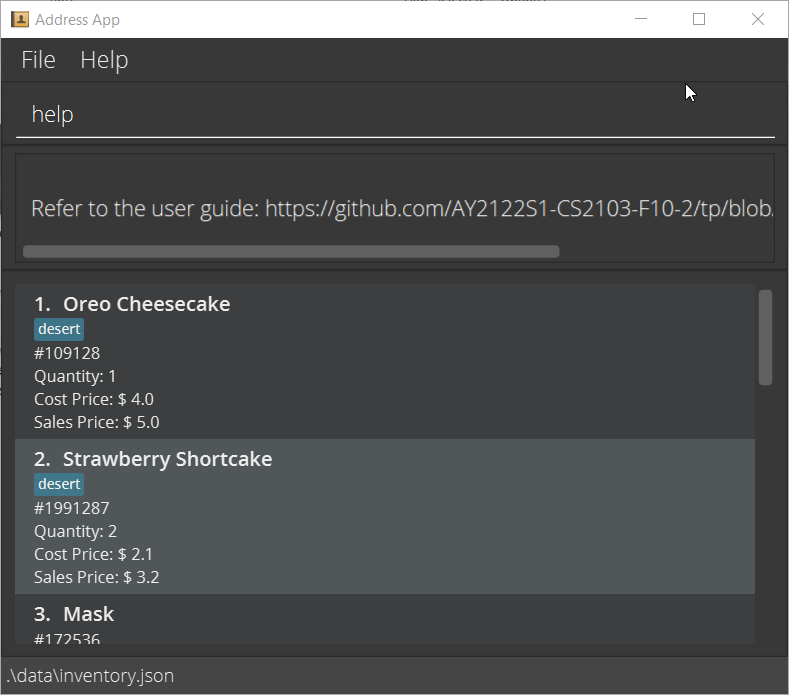 Address App
File Help
help
Refer to the user guide: https://github.com/AY2122S1-CS2103-F10-2/tp/blob
1. Oreo Cheesecake
desert
#109128
Quantity: 1
Cost Price: $ 4.0
Sales Price: $ 5.0
2. Strawberry Shortcake
desert
#1991287
Quantity: 2
Cost Price: $ 2.1
Sales Price: $ 3.2
3. Mask
#172536
.\data\inventory.json